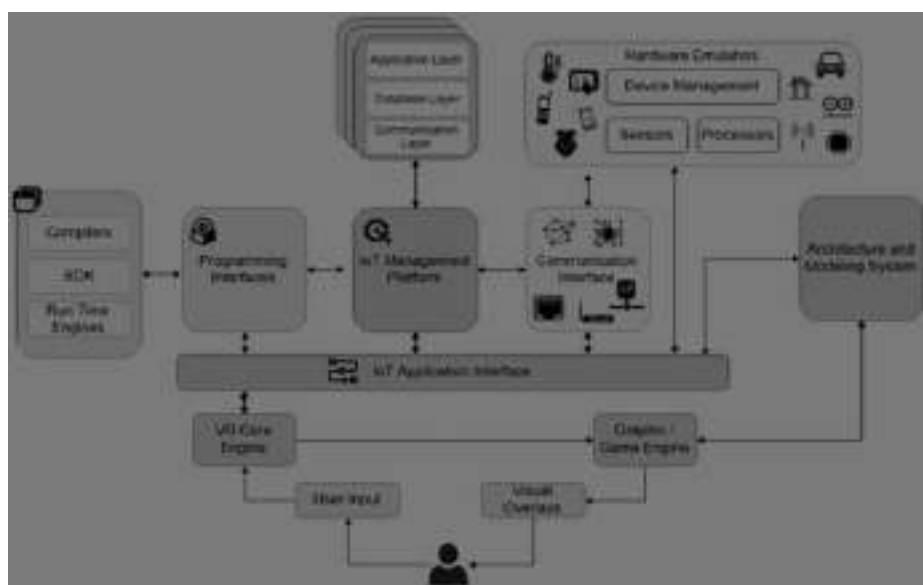 Application Layer
Database Layer
Communication
Layer
Hardware Emulators
Device Management
Sensors
Processors
Compilers
SDK
Run Time
Engines
Programming
Interfaces
IoT Management
Platform
Communication
Interface
Architecture and
Modeling System
IoT Application Interface
VR Core
Engine
Graphic /
Game Engine
User Input
Visual
Overlays